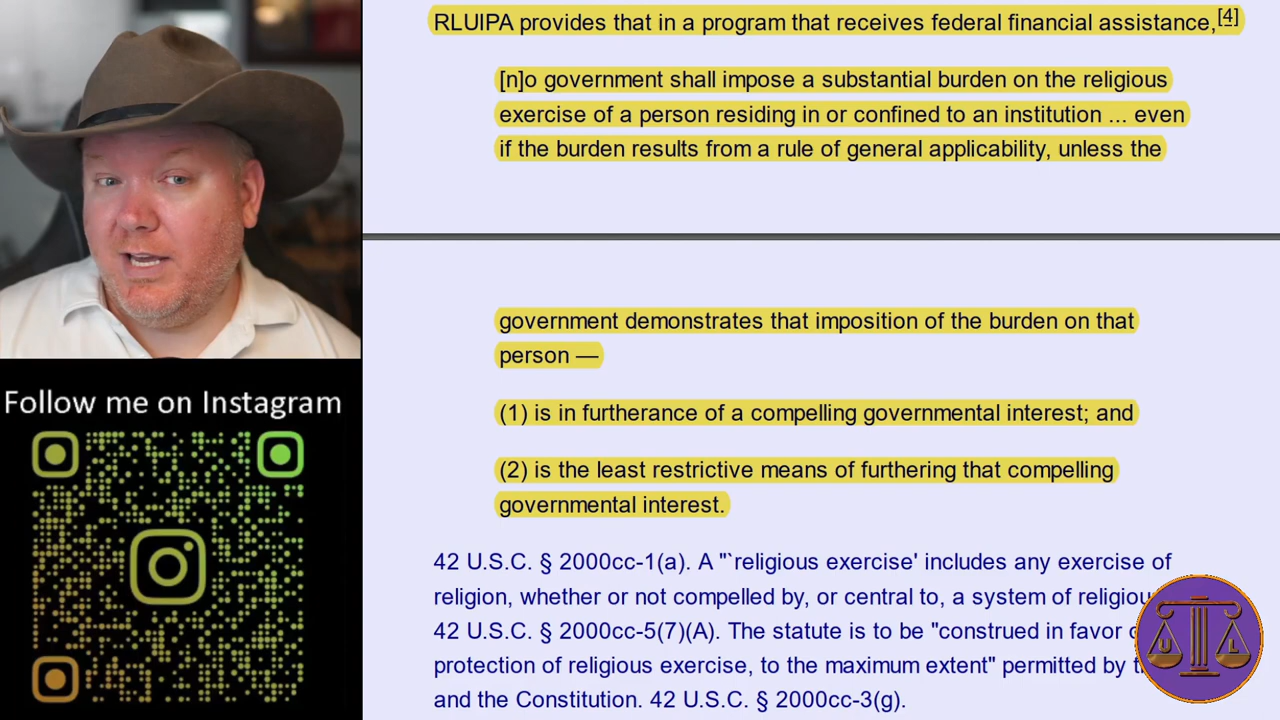 RLUIPA provides that in a program that receives federal financial assistance,[4]
[n]o government shall impose a substantial burden on the religious
exercise of a person residing in or confined to an institution ... even
if the burden results from a rule of general applicability, unless the
government demonstrates that imposition of the burden on that
person —
(1) is in furtherance of a compelling governmental interest; and
(2) is the least restrictive means of furthering that compelling
governmental interest.
42 U.S.C. § 2000cc-1(a). A "`religious exercise' includes any exercise of
religion, whether or not compelled by, or central to, a system of religiou
42 U.S.C. § 2000cc-5(7)(A). The statute is to be "construed in favor
protection of religious exercise, to the maximum extent" permitted by
and the Constitution. 42 U.S.C. § 2000cc-3(g).
Follow me on Instagram
U L